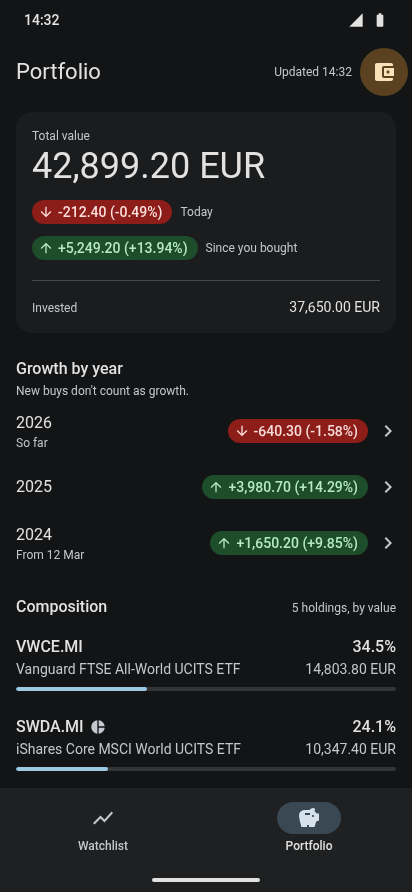 14:32
Portfolio
Updated 14:32
Total value
42,899.20 EUR
-212.40 (-0.49%) Today
+5,249.20 (+13.94%) Since you bought
Invested 37,650.00 EUR
Growth by year
New buys don't count as growth.
2026
So far
-640.30 (-1.58%)
2025
+3,980.70 (+14.29%)
2024
From 12 Mar
+1,650.20 (+9.85%)
Composition 5 holdings, by value
VWCE.MI 34.5%
Vanguard FTSE All-World UCITS ETF 14,803.80 EUR
SWDA.MI 24.1%
iShares Core MSCI World UCITS ETF 10,347.40 EUR
Watchlist Portfolio